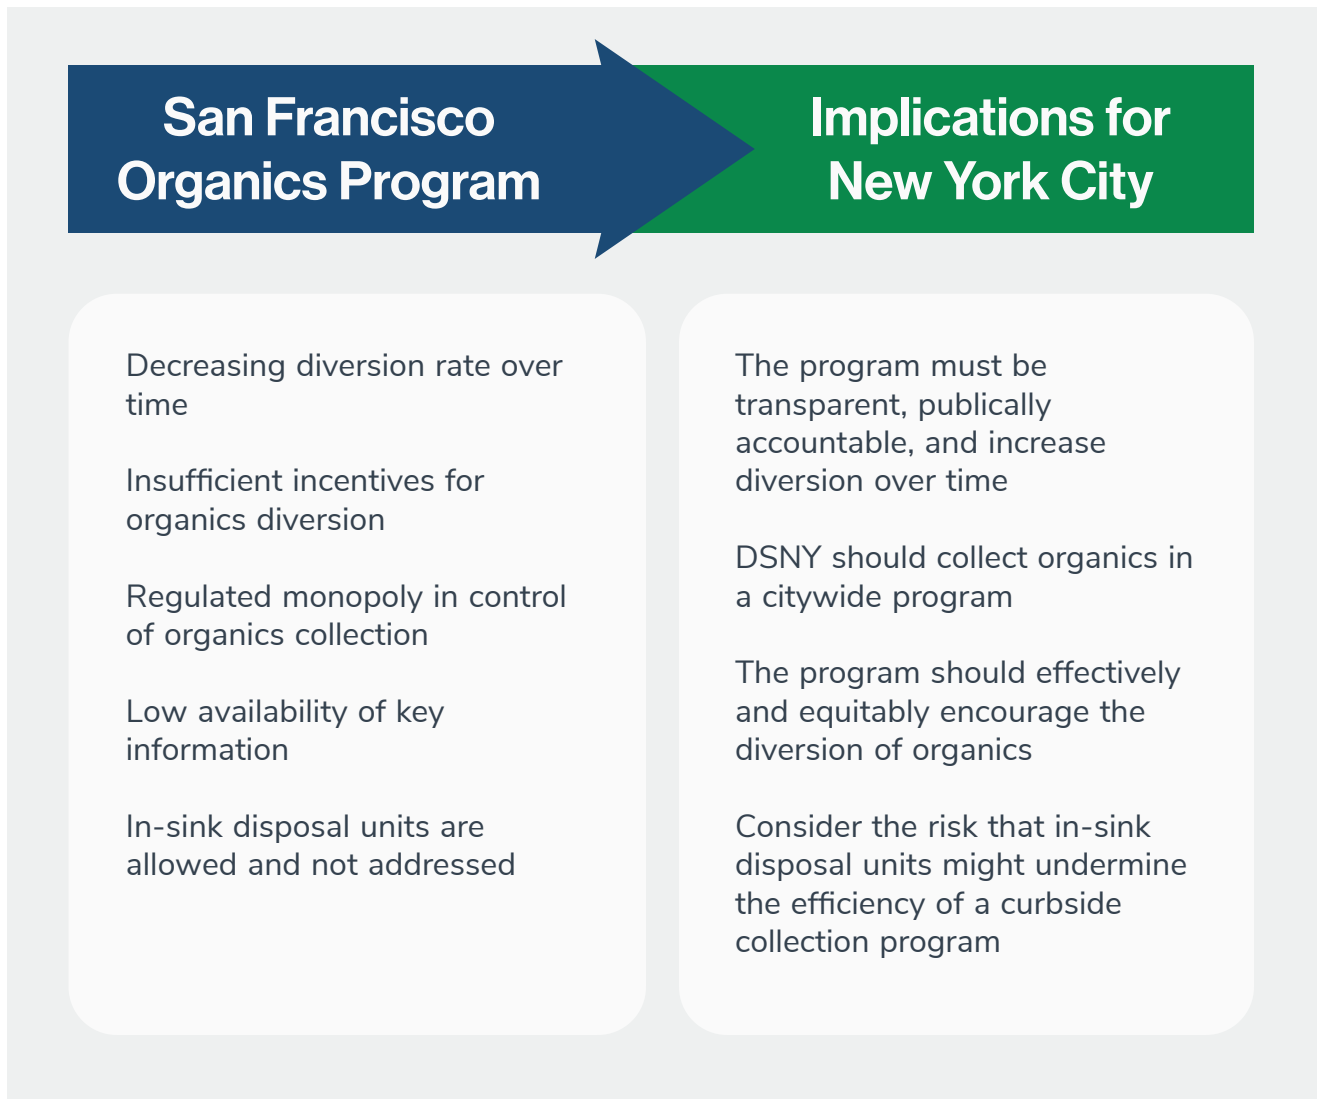 San Francisco
Organics Program
Implications for
New York City
Decreasing diversion rate over
time
Insufficient incentives for
organics diversion
Regulated monopoly in control
of organics collection
Low availability of key
information
In-sink disposal units are
allowed and not addressed
The program must be
transparent, publically
accountable, and increase
diversion over time
DSNY should collect organics in
a citywide program
The program should effectively
and equitably encourage the
diversion of organics
Consider the risk that in-sink
disposal units might undermine
the efficiency of a curbside
collection program